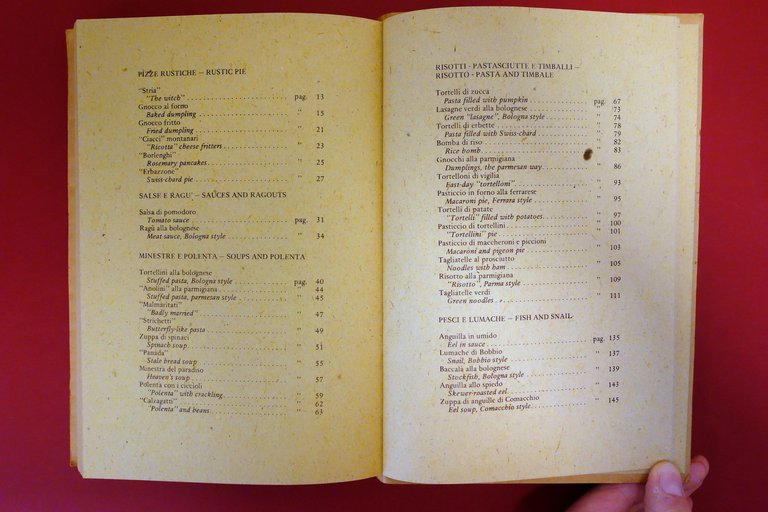 PIZZE RUSTICHE – RUSTIC PIE
"Stria"
"The witch" pag. 13
Gnocco al forno
Baked dumpling " 15
Gnocco fritto
Fried dumpling " 21
"Ciacci" montanari
"Ricotta" cheese fritters " 23
"Borlenghi"
Rosemary pancakes " 25
"Erbazzone"
Swiss-chard pie " 27
SALSE E RAGU' – SAUCES AND RAGOUTS
Salsa di pomodoro
Tomato sauce pag. 31
Ragù alla bolognese
Meat sauce, Bologna style " 34
MINESTRE E POLENTA – SOUPS AND POLENTA
Tortellini alla bolognese
Stuffed pasta, Bologna style pag. 40
"Anolini" alla parmigiana " 44
Stuffed pasta, parmesan style " 45
"Malmaritati"
"Badly married" " 47
"Strichetti"
Butterfly-like pasta " 49
Zuppa di spinaci
Spinach soup " 51
"Panada"
Stale bread soup " 55
Minestra del paradiso
Heaven's soup " 57
Polenta con i ciccioli
"Polenta" with crackling " 59
"Calzagatti" " 62
"Polenta" and beans " 63
RISOTTI - PASTASCIUTTE E TIMBALLI –
RISOTTO - PASTA AND TIMBALE
Tortelli di zucca
Pasta filled with pumpkin pag. 67
Lasagne verdi alla bolognese " 73
Green "lasagne", Bologna style " 74
Tortelli di erbette " 78
Pasta filled with Swiss-chard " 79
Bomba di riso " 82
Rice bomb " 83
Gnocchi alla parmigiana
Dumplings, the parmesan way " 86
Tortelloni di vigilia
Fast-day "tortelloni" " 93
Pasticcio in forno alla ferrarese
Macaroni pie, Ferrara style " 95
Tortelli di patate
"Tortelli" filled with potatoes " 97
Pasticcio di tortellini " 100
"Tortellini" pie " 101
Pasticcio di maccheroni e piccioni
Macaroni and pigeon pie " 103
Tagliatelle al prosciutto
Noodles with ham " 105
Risotto alla parmigiana
"Risotto", Parma style " 109
Tagliatelle verdi
Green noodles " 111
PESCI E LUMACHE – FISH AND SNAIL
Anguilla in umido
Eel in sauce pag. 135
Lumache di Bobbio
Snail, Bobbio style " 137
Baccalà alla bolognese
Stockfish, Bologna style " 139
Anguilla allo spiedo
Skewer-roasted eel " 143
Zuppa di anguille di Comacchio
Eel soup, Comacchio style " 145